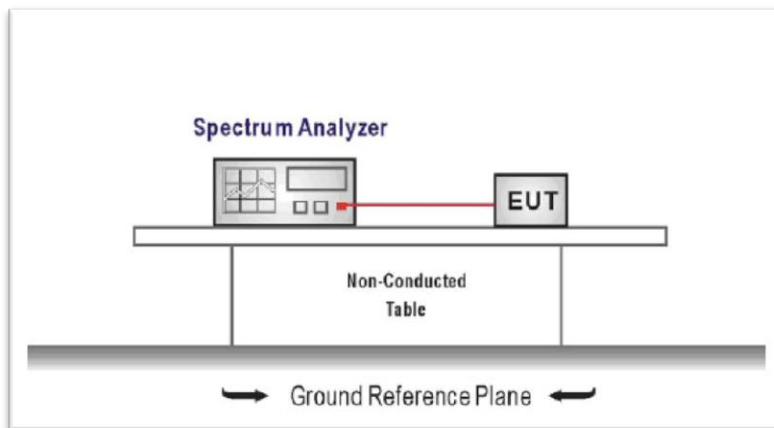 Spectrum Analyzer
EUT
Non-Conducted
Table
Ground Reference Plane